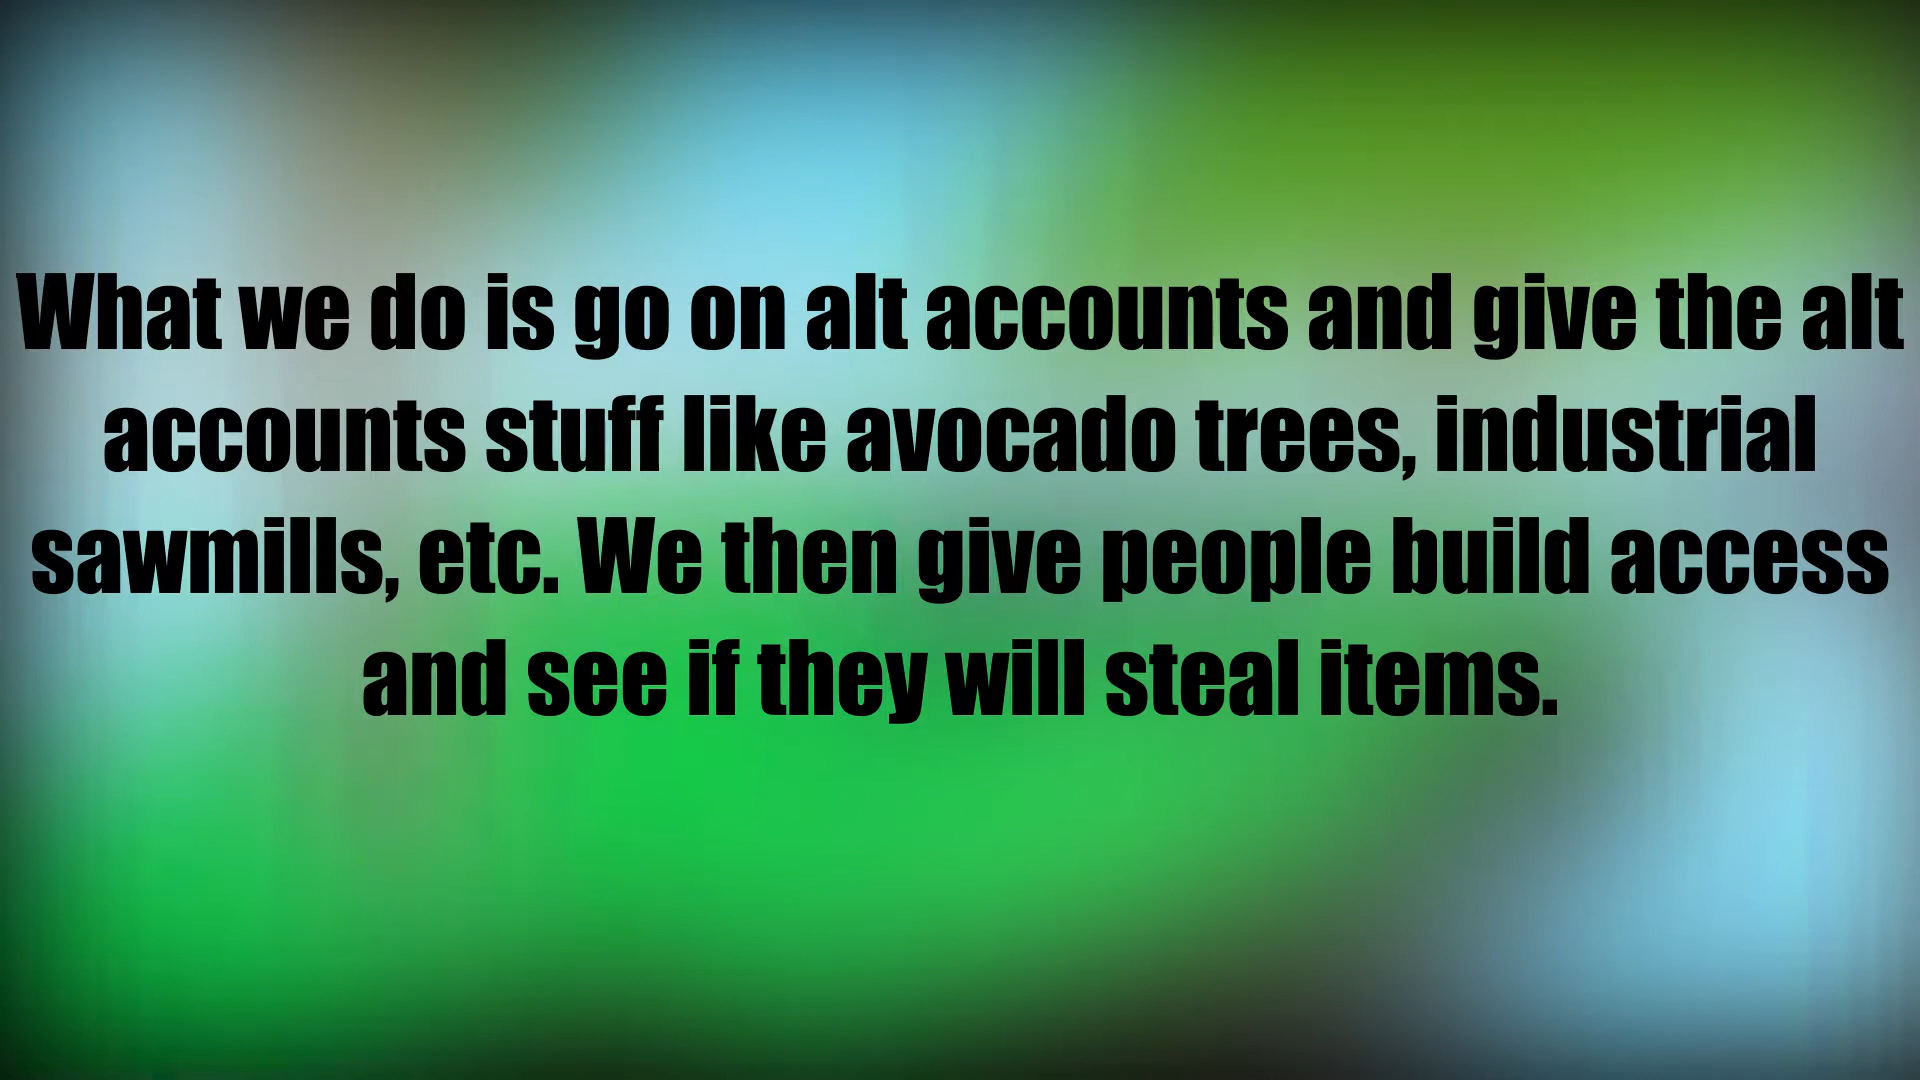 What we do is go on alt accounts and give the alt
accounts stuff like avocado trees, industrial
sawmills, etc. We then give people build access
and see if they will steal items.